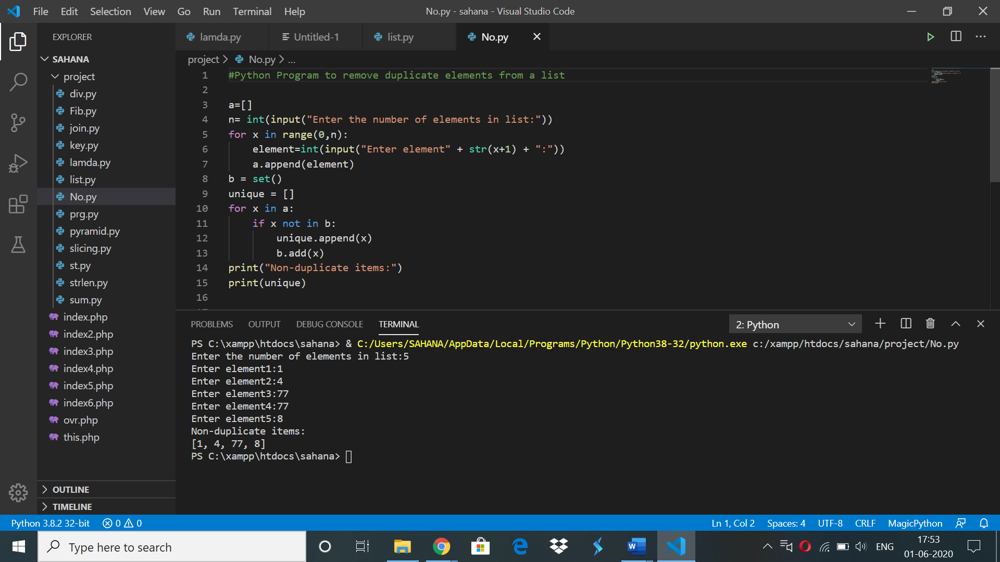 File Edit Selection View Go Run Terminal Help No.py - sahana - Visual Studio Code
EXPLORER
SAHANA
project
div.py
Fib.py
join.py
key.py
lamda.py
list.py
No.py
prg.py
pyramid.py
slicing.py
st.py
strlen.py
sum.py
index.php
index2.php
index3.php
index4.php
index5.php
index6.php
ovr.php
this.php
OUTLINE
TIMELINE
lamda.py Untitled-1 list.py No.py
project > No.py > ...
1 #Python Program to remove duplicate elements from a list
2
3 a=[]
4 n= int(input("Enter the number of elements in list:"))
5 for x in range(0,n):
6     element=int(input("Enter element" + str(x+1) + ":"))
7     a.append(element)
8 b = set()
9 unique = []
10 for x in a:
11     if x not in b:
12         unique.append(x)
13         b.add(x)
14 print("Non-duplicate items:")
15 print(unique)
16
PROBLEMS OUTPUT DEBUG CONSOLE TERMINAL 2: Python
PS C:\xampp\htdocs\sahana> & C:/Users/SAHANA/AppData/Local/Programs/Python/Python38-32/python.exe c:/xampp/htdocs/sahana/project/No.py
Enter the number of elements in list:5
Enter element1:1
Enter element2:4
Enter element3:77
Enter element4:77
Enter element5:8
Non-duplicate items:
[1, 4, 77, 8]
PS C:\xampp\htdocs\sahana>
Python 3.8.2 32-bit 0 0 Ln 1, Col 2 Spaces: 4 UTF-8 CRLF MagicPython
Type here to search
W
ENG
17:53
01-06-2020